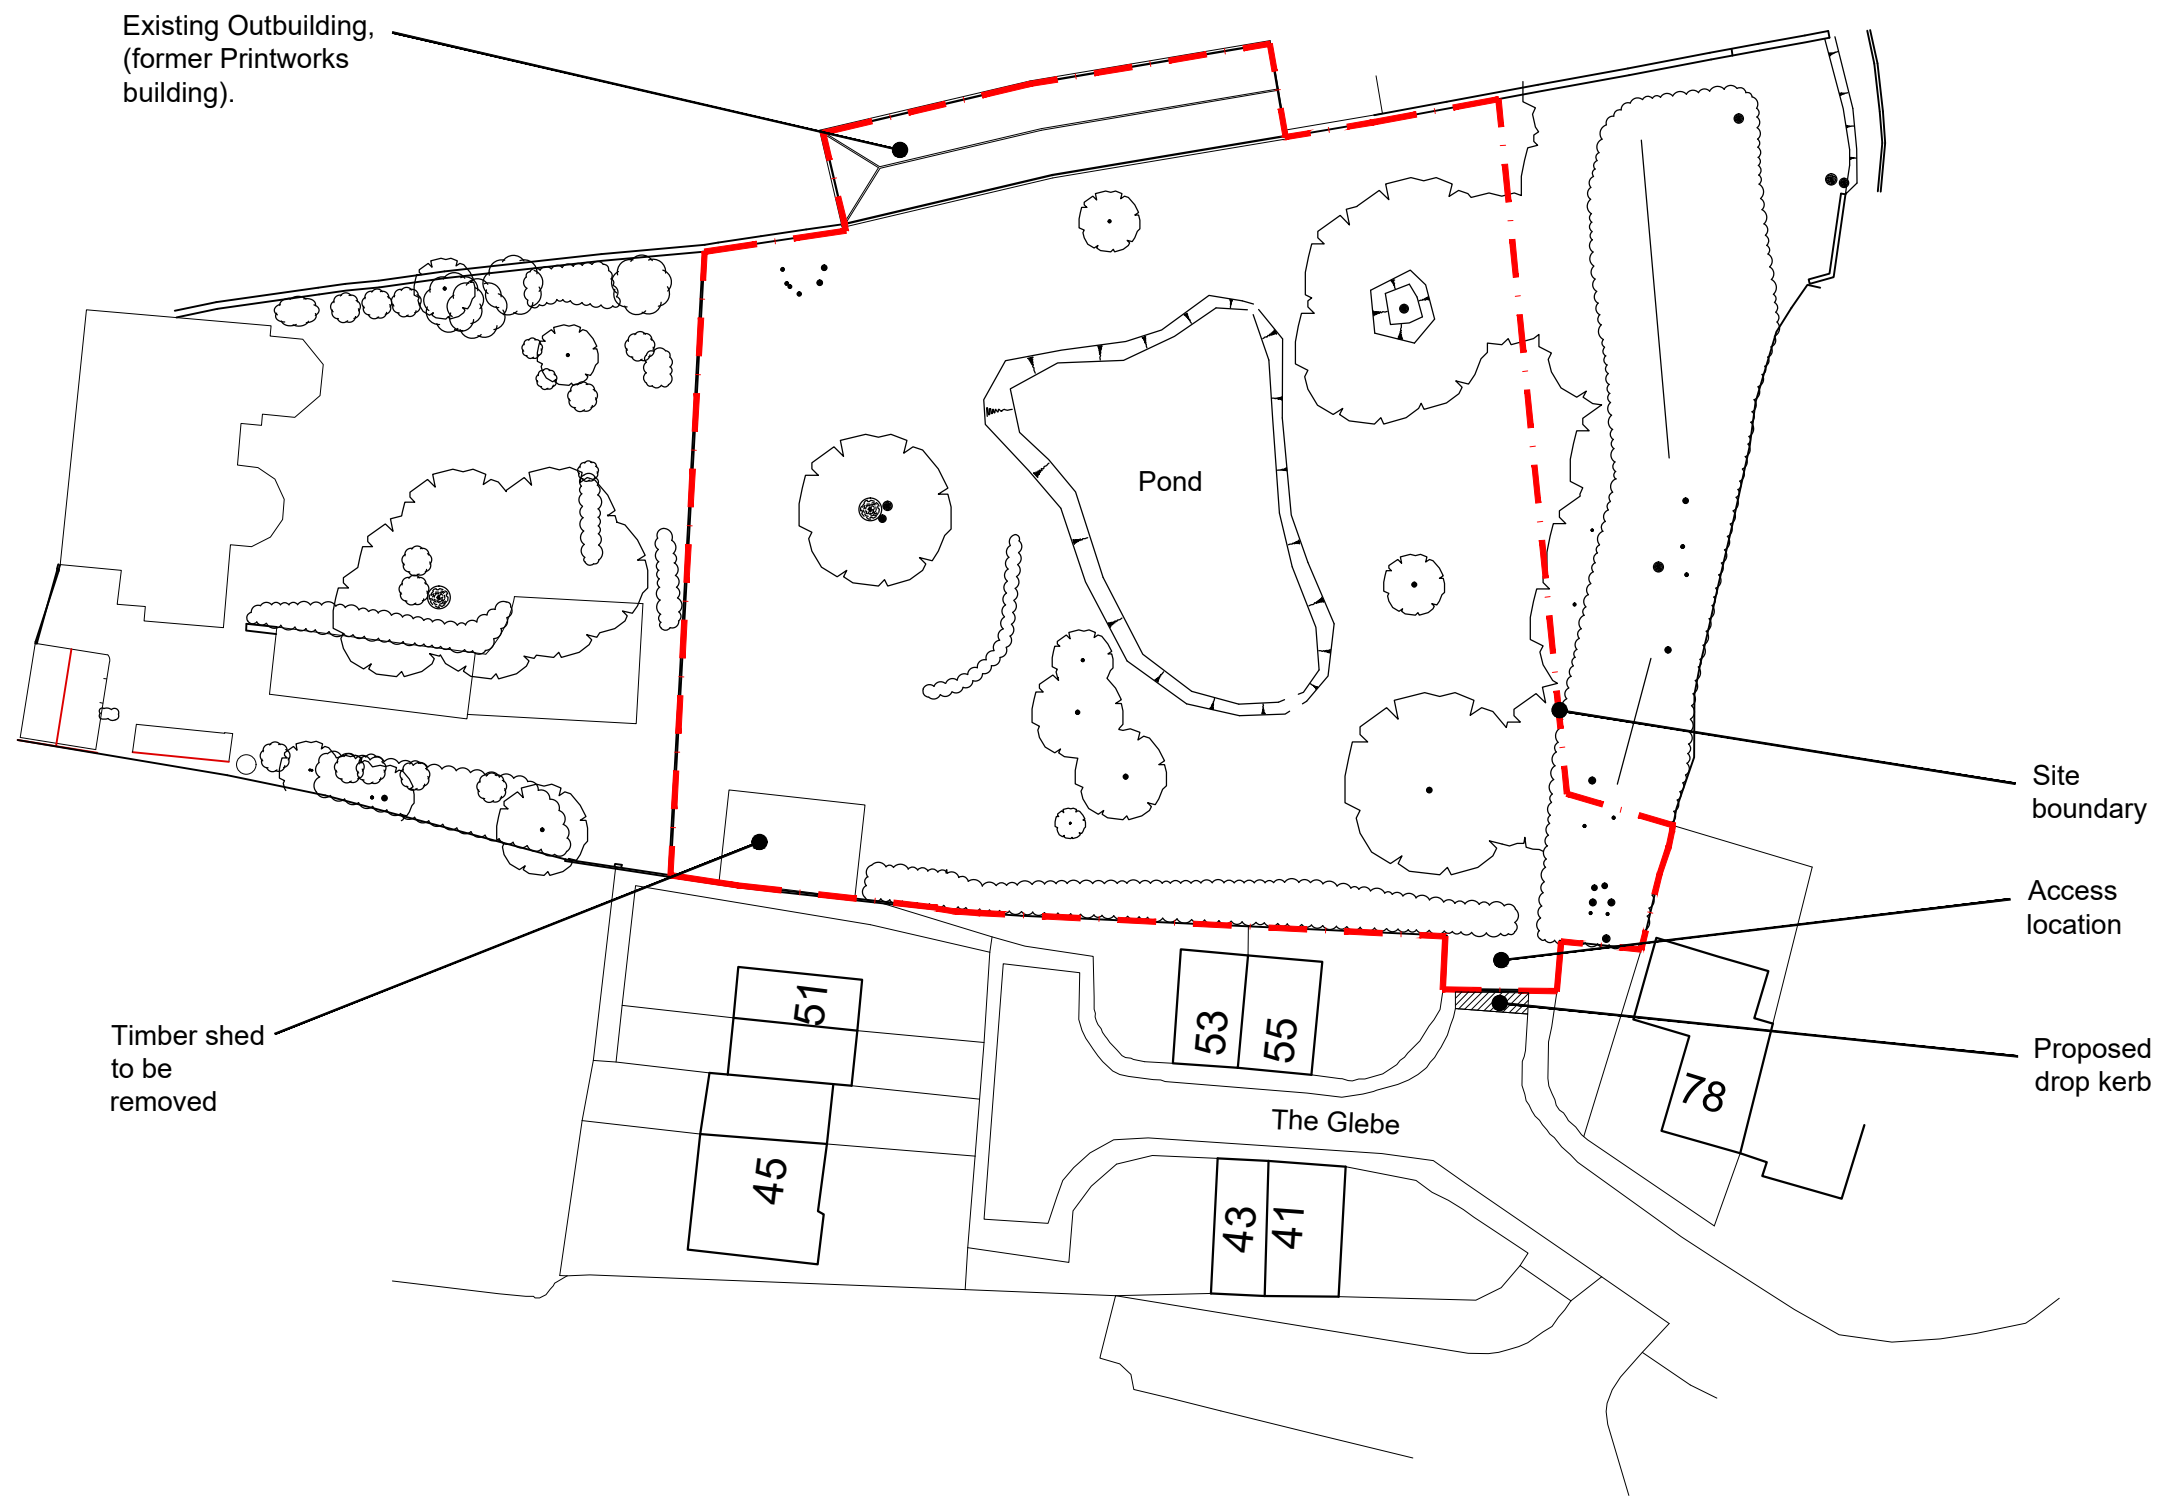 Existing Outbuilding,
(former Printworks
building).
Pond
Site
boundary
Access
location
Timber shed
to be
removed
51
53
55
Proposed
drop kerb
78
The Glebe
45
43
41